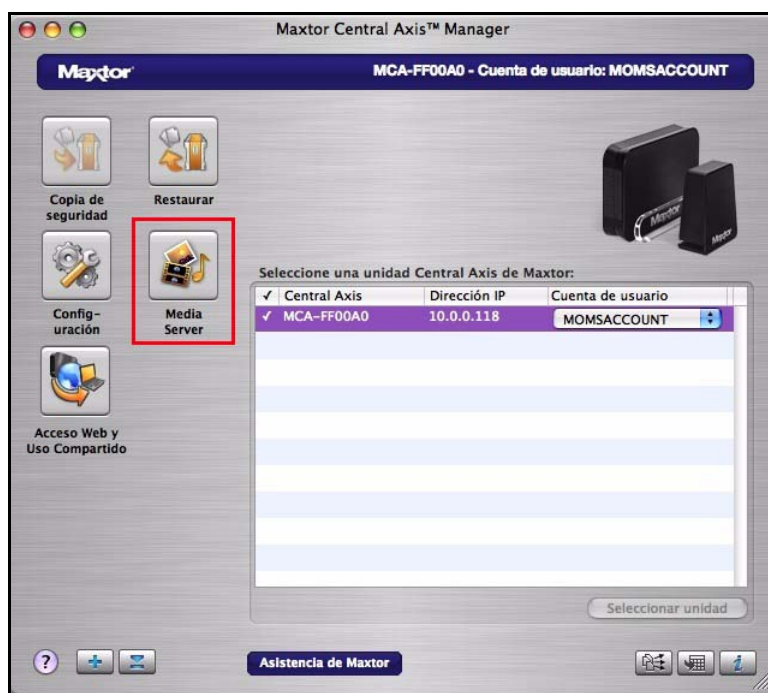 Maxtor Central Axis™ Manager
Maxtor
MCA-FF00A0 - Cuenta de usuario: MOMSACCOUNT
Copia de
seguridad
Restaurar
Config-
uración
Media
Server
Acceso Web y
Uso Compartido
Maxtor
Maxtor
Seleccione una unidad Central Axis de Maxtor:
✓ Central Axis Dirección IP Cuenta de usuario
✓ MCA-FF00A0 10.0.0.118 MOMSACCOUNT
Seleccionar unidad
?
Asistencia de Maxtor
i